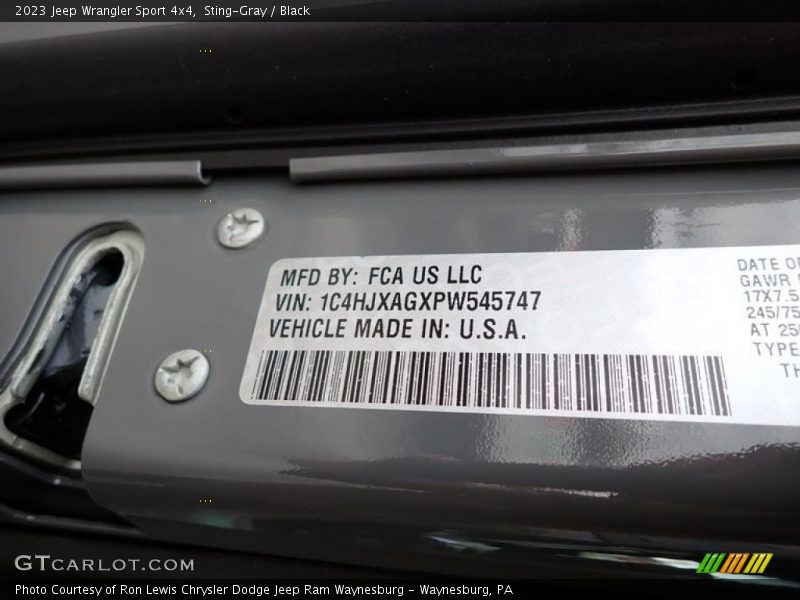 2023 Jeep Wrangler Sport 4x4, Sting-Gray / Black
MFD BY: FCA US LLC
VIN: 1C4HJXAGXPW545747
VEHICLE MADE IN: U.S.A.
DATE O
GAWR
17X7.5
245/75
AT 250
TYPE
TH
GTCARLOT.COM
Photo Courtesy of Ron Lewis Chrysler Dodge Jeep Ram Waynesburg - Waynesburg, PA